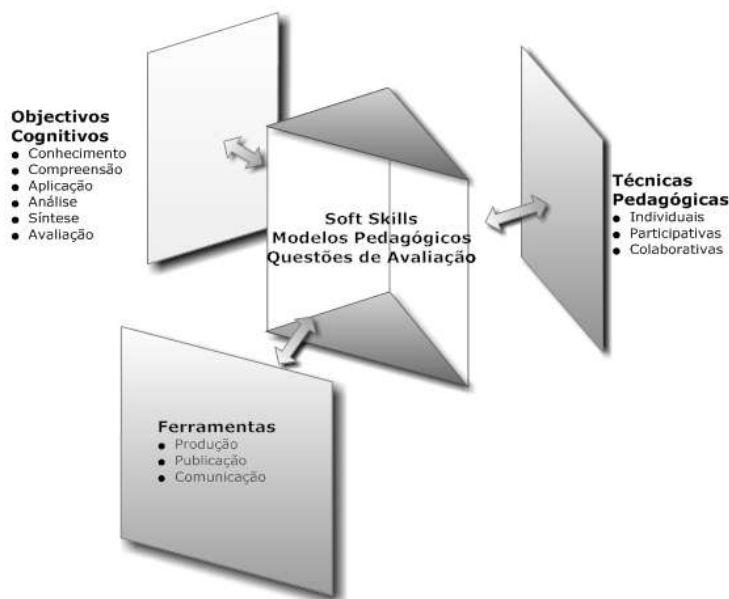 Objectivos
Cognitivos
● Conhecimento
● Compreensão
● Aplicação
● Análise
● Síntese
● Avaliação
Soft Skills
Modelos Pedagógicos
Questões de Avaliação
Técnicas
Pedagógicas
● Individuais
● Participativas
● Colaborativas
Ferramentas
● Produção
● Publicação
● Comunicação